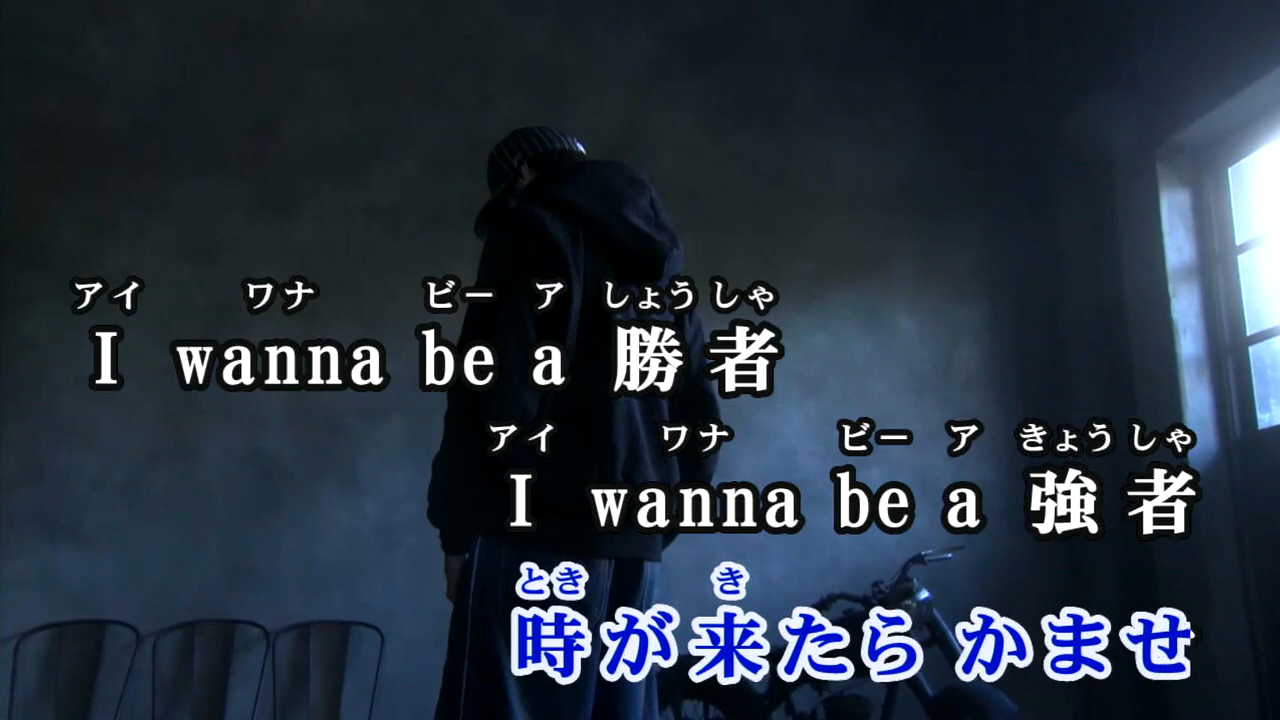 アイ ワナ ビー ア しょうしゃ
I wanna be a 勝者
アイ ワナ ビー ア きょうしゃ
I wanna be a 強者
とき き
時が来たら かませ